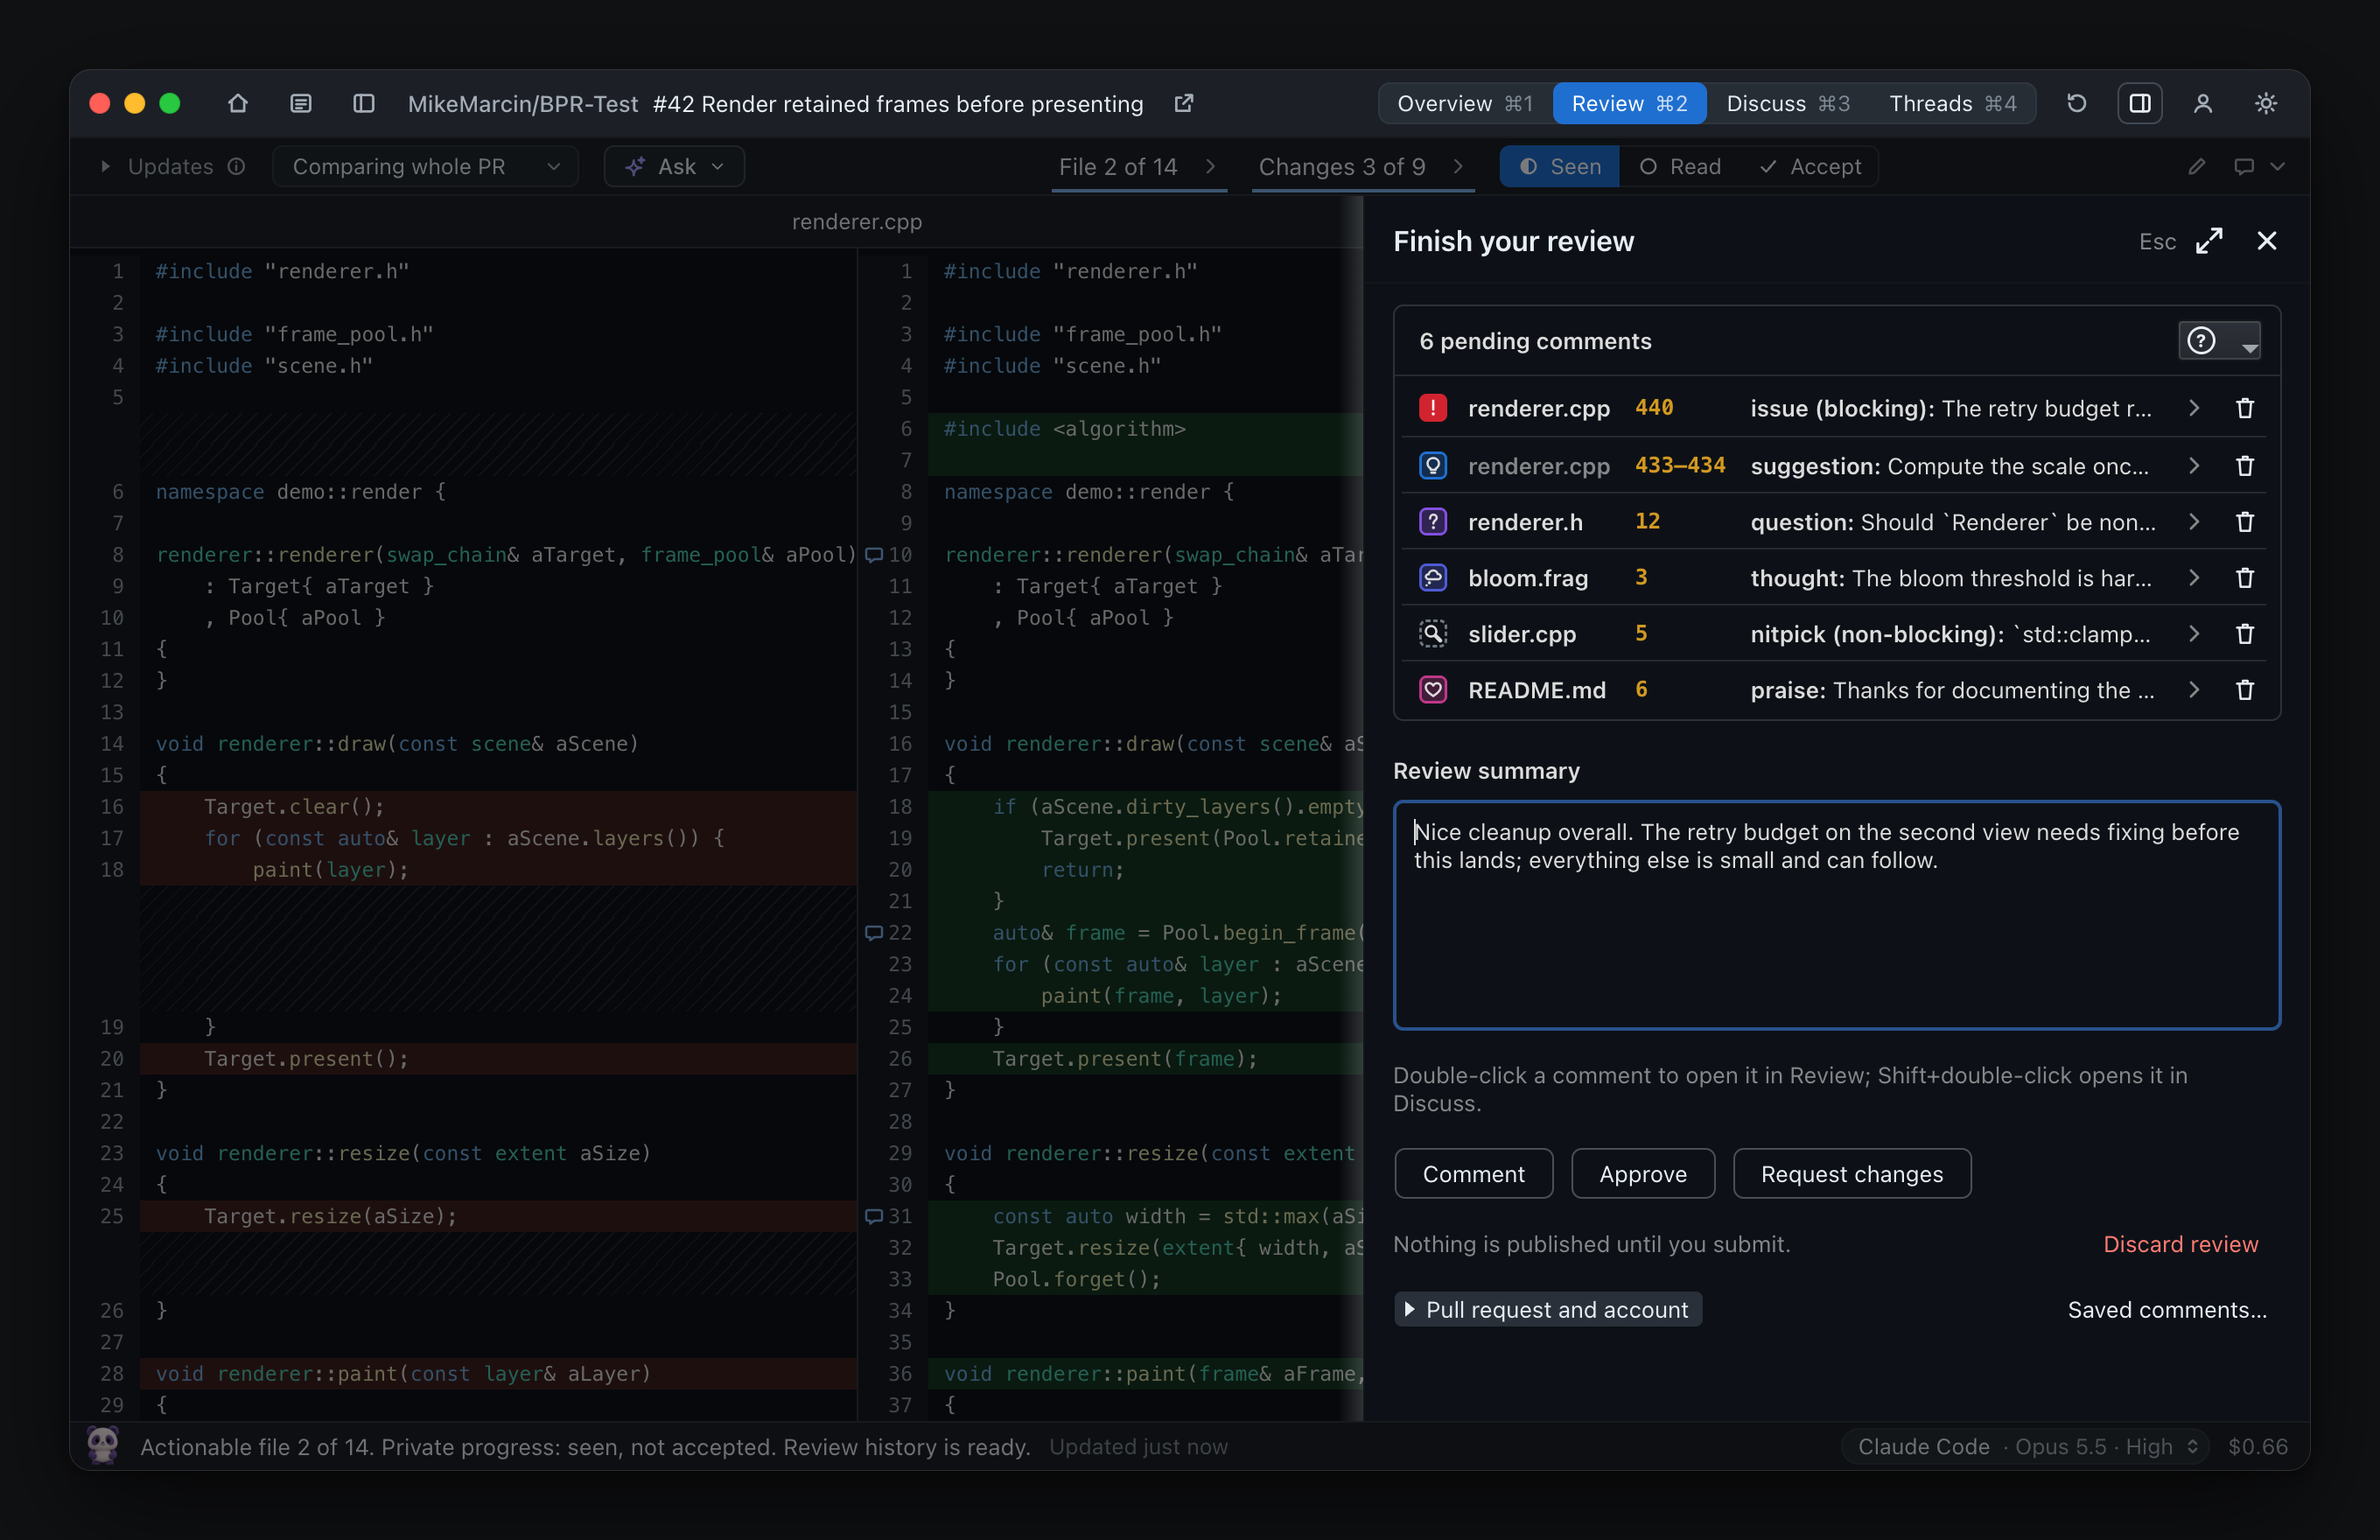 MikeMarcin/BPR-Test #42 Render retained frames before presenting
Overview ⌘1 Review ⌘2 Discuss ⌘3 Threads ⌘4
Updates Comparing whole PR Ask File 2 of 14 Changes 3 of 9 Seen Read Accept
renderer.cpp
1 #include "renderer.h"
2
3 #include "frame_pool.h"
4 #include "scene.h"
5
6 namespace demo::render {
7
8 renderer::renderer(swap_chain& aTarget, frame_pool& aPool)
9 : Target{ aTarget }
10 , Pool{ aPool }
11 {
12 }
13
14 void renderer::draw(const scene& aScene)
15 {
16 Target.clear();
17 for (const auto& layer : aScene.layers()) {
18 paint(layer);
19 }
20 Target.present();
21 }
22
23 void renderer::resize(const extent aSize)
24 {
25 Target.resize(aSize);
26 }
27
28 void renderer::paint(const layer& aLayer)
29 {
1 #include "renderer.h"
2
3 #include "frame_pool.h"
4 #include "scene.h"
5
6 #include <algorithm>
7
8 namespace demo::render {
9
10 renderer::renderer(swap_chain& aTar
11 : Target{ aTarget }
12 , Pool{ aPool }
13 {
14 }
15
16 void renderer::draw(const scene& aS
17 {
18 if (aScene.dirty_layers().empty
19 Target.present(Pool.retaine
20 return;
21 }
22 auto& frame = Pool.begin_frame(
23 for (const auto& layer : aScene
24 paint(frame, layer);
25 }
26 Target.present(frame);
27 }
28
29 void renderer::resize(const extent
30 {
31 const auto width = std::max(aSi
32 Target.resize(extent{ width, aS
33 Pool.forget();
34 }
35
36 void renderer::paint(frame& aFrame,
37 {
Finish your review Esc
6 pending comments ?
! renderer.cpp 440 issue (blocking): The retry budget r...
renderer.cpp 433–434 suggestion: Compute the scale onc...
? renderer.h 12 question: Should `Renderer` be non...
bloom.frag 3 thought: The bloom threshold is har...
slider.cpp 5 nitpick (non-blocking): `std::clamp...
README.md 6 praise: Thanks for documenting the ...
Review summary
Nice cleanup overall. The retry budget on the second view needs fixing before
this lands; everything else is small and can follow.
Double-click a comment to open it in Review; Shift+double-click opens it in
Discuss.
Comment Approve Request changes
Nothing is published until you submit. Discard review
Pull request and account Saved comments...
Actionable file 2 of 14. Private progress: seen, not accepted. Review history is ready. Updated just now
Claude Code · Opus 5.5 · High $0.66